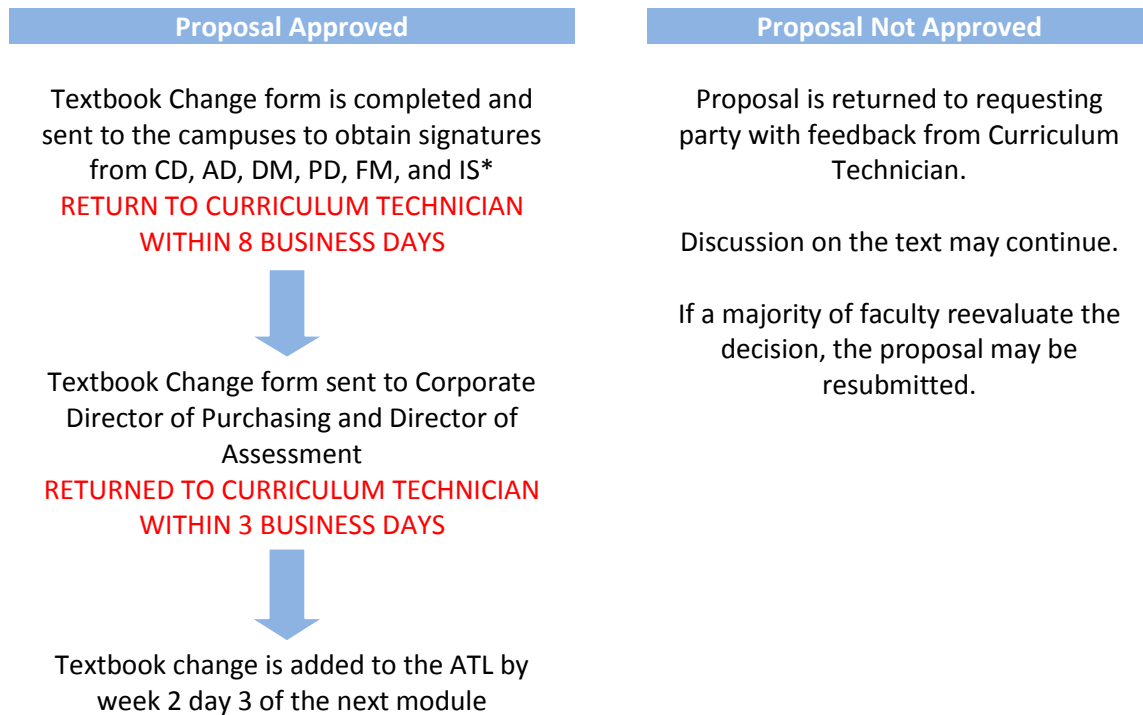 Proposal Approved
Textbook Change form is completed and
sent to the campuses to obtain signatures
from CD, AD, DM, PD, FM, and IS*
RETURN TO CURRICULUM TECHNICIAN
WITHIN 8 BUSINESS DAYS
Textbook Change form sent to Corporate
Director of Purchasing and Director of
Assessment
RETURNED TO CURRICULUM TECHNICIAN
WITHIN 3 BUSINESS DAYS
Textbook change is added to the ATL by
week 2 day 3 of the next module
Proposal Not Approved
Proposal is returned to requesting
party with feedback from Curriculum
Technician.
Discussion on the text may continue.
If a majority of faculty reevaluate the
decision, the proposal may be
resubmitted.